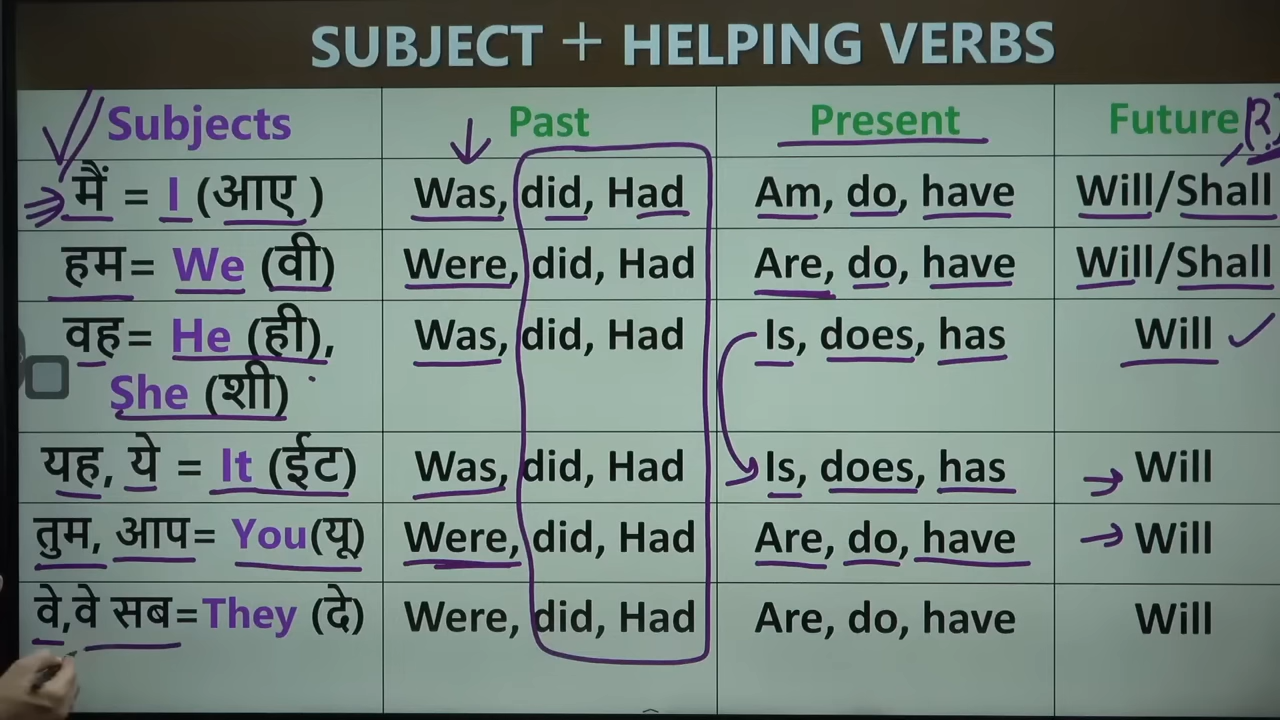 SUBJECT + HELPING VERBS
Subjects Past Present Future (2)
मैं = I (आए ) Was, did, Had Am, do, have Will/Shall
हम= We (वी) Were, did, Had Are, do, have Will/Shall
वह= He (ही), Was, did, Had Is, does, has Will
She (शी)
यह, ये = It (ईट) Was, did, Had Is, does, has Will
तुम, आप= You(यू) Were, did, Had Are, do, have Will
वे,वे सब=They (दे) Were, did, Had Are, do, have Will